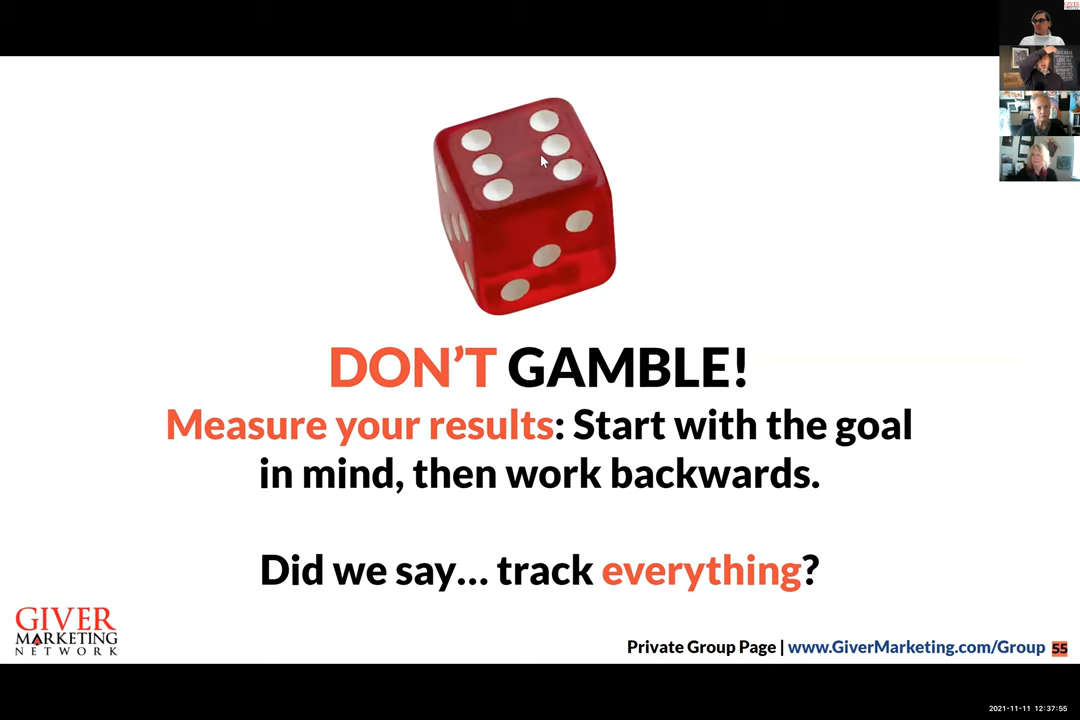 GIVER
DON'T GAMBLE!
Measure your results: Start with the goal
in mind, then work backwards.
Did we say... track everything?
GIVER
MARKETING
NETWORK
Private Group Page | www.GiverMarketing.com/Group 55
2021-11-11 12:37:55